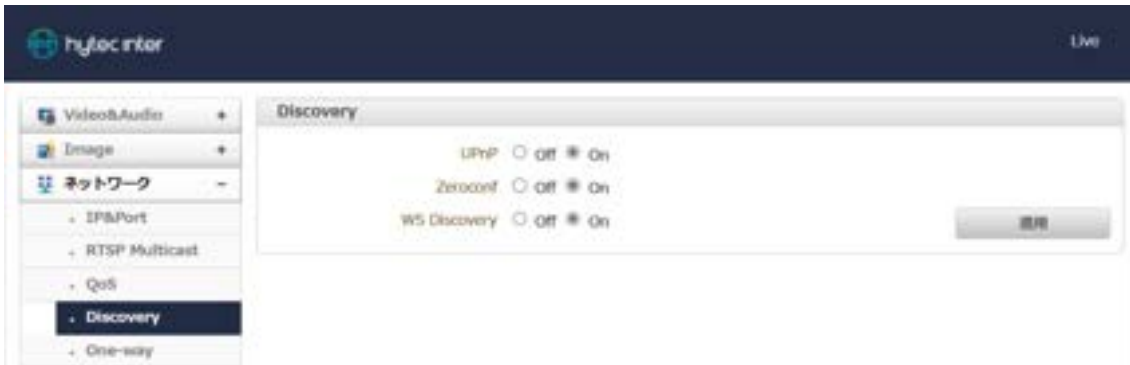 hytec inter
Live
Video&Audio +
Image +
ネットワーク -
IP&Port
RTSP Multicast
QoS
Discovery
One-way
Discovery
UPnP Off On
Zeroconf Off On
WS Discovery Off On
適用